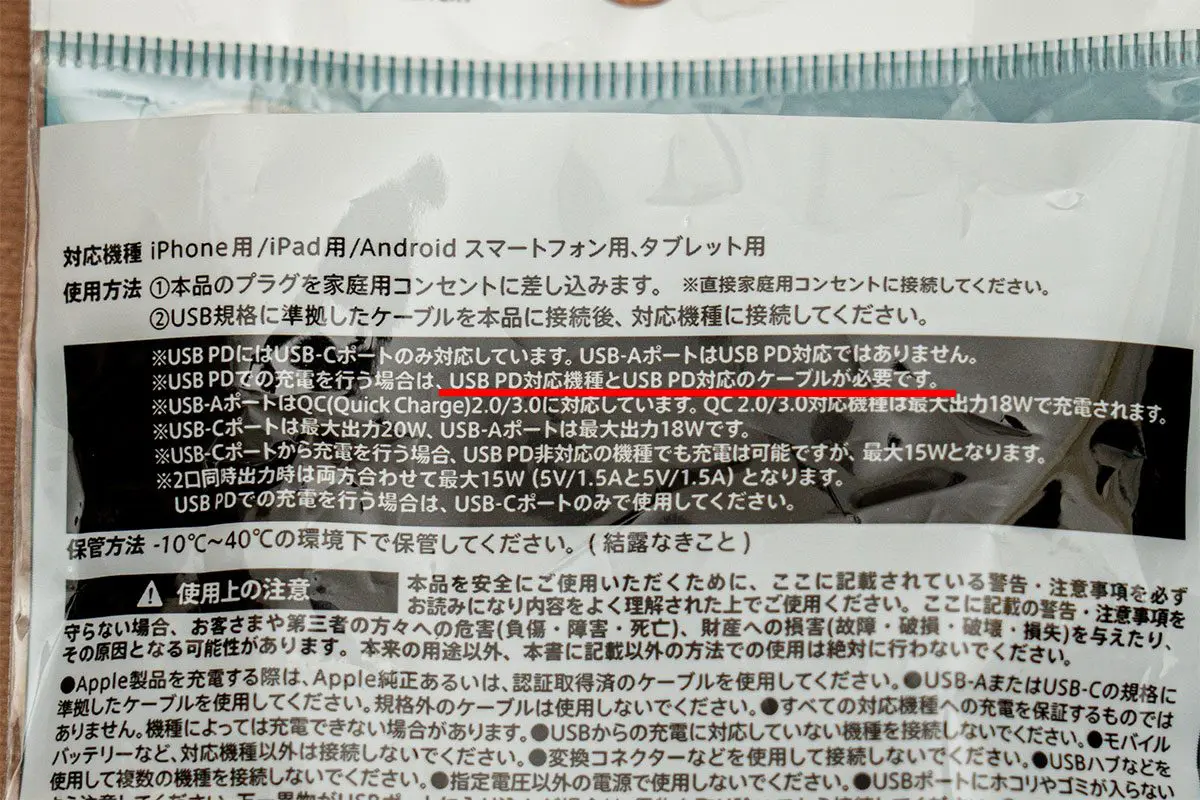 対応機種 iPhone用/iPad用/Android スマートフォン用、タブレット用
使用方法 ①本品のプラグを家庭用コンセントに差し込みます。 ※直接家庭用コンセントに接続してください。
②USB規格に準拠したケーブルを本品に接続後、対応機種に接続してください。
※USB PDにはUSB-Cポートのみ対応しています。USB-AポートはUSB PD対応ではありません。
※USB PDでの充電を行う場合は、USB PD対応機種とUSB PD対応のケーブルが必要です。
※USB-AポートはQC(Quick Charge)2.0/3.0に対応しています。QC 2.0/3.0対応機種は最大出力18Wで充電されます。
※USB-Cポートは最大出力20W、USB-Aポートは最大出力18Wです。
※USB-Cポートから充電を行う場合、USB PD非対応の機種でも充電は可能ですが、最大15Wとなります。
※2口同時出力時は両方合わせて最大15W (5V/1.5Aと5V/1.5A) となります。
USB PDでの充電を行う場合は、USB-Cポートのみで使用してください。
保管方法 -10℃~40℃の環境下で保管してください。( 結露なきこと )
使用上の注意 本品を安全にご使用いただくために、ここに記載されている警告・注意事項を必ず
お読みになり内容をよく理解された上でご使用ください。ここに記載の警告・注意事項を
守らない場合、お客さまや第三者の方々への危害(負傷・障害・死亡)、財産への損害(故障・破損・破壊・損失)を与えたり、
その原因となる可能性があります。本来の用途以外、本書に記載以外の方法での使用は絶対に行わないでください。
●Apple製品を充電する際は、Apple純正あるいは、認証取得済のケーブルを使用してください。●USB-AまたはUSB-Cの規格に
準拠したケーブルを使用してください。規格外のケーブルは使用しないでください。●すべての対応機種への充電を保証するものでは
ありません。機種によっては充電できない場合があります。●USBからの充電に対応していない機種を接続しないでください。●モバイル
バッテリーなど、対応機種以外は接続しないでください。●変換コネクターなどを使用して接続しないでください。●USBハブなどを
使用して複数の機種を接続しないでください。●指定電圧以外の電源で使用しないでください。●USBポートにホコリやゴミが入らない